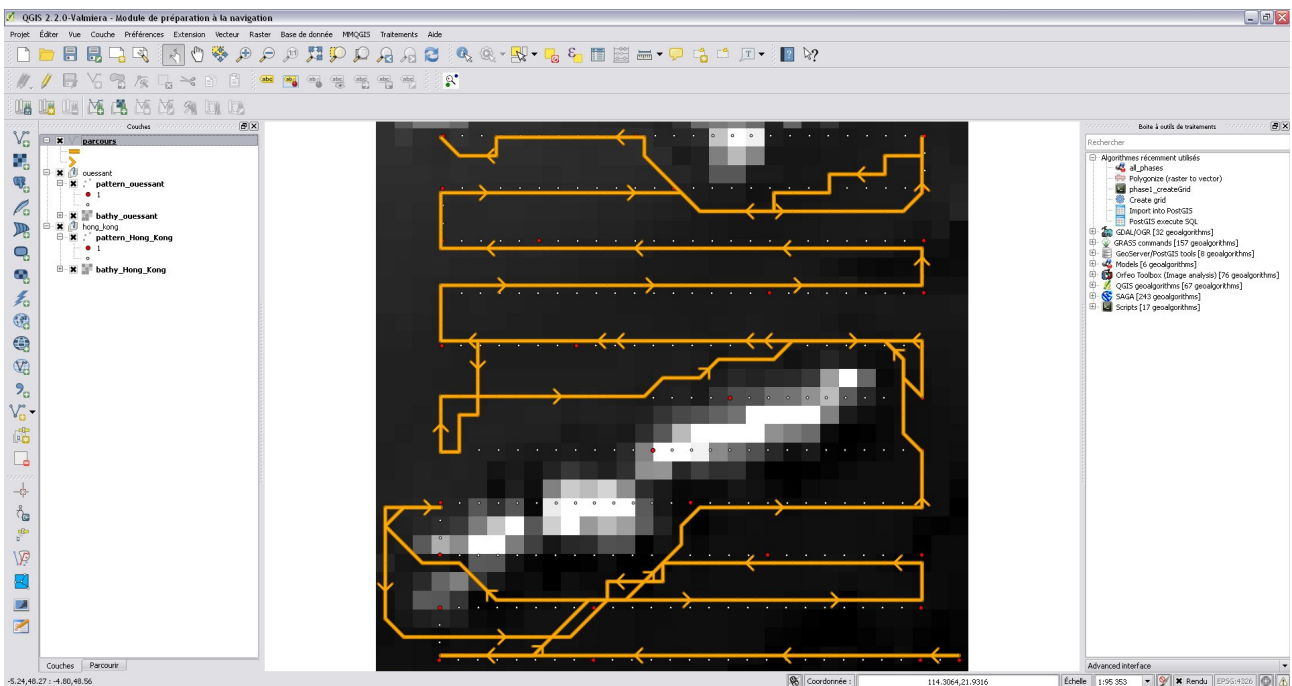 QGIS 2.2.0-Valmiera - Module de préparation à la navigation
Projet Éditer Vue Couche Préférences Extension Vecteur Raster Base de donnée MMQGIS Traitements Aide
Couches
parcours
ouessant
pattern_ouessant
1
bathy_ouessant
hong_kong
pattern_Hong_Kong
1
bathy_Hong_Kong
Couches Parcourir
Boite à outils de traitements
Rechercher
Algorithmes récemment utilisés
all_phases
Polygonize (raster to vector)
phase1_createGrid
Create grid
Import into PostGIS
PostGIS execute SQL
GDAL/OGR [32 geoalgorithms]
GRASS commands [157 geoalgorithms]
GeoServer/PostGIS tools [8 geoalgorithms]
Models [6 geoalgorithms]
Orfeo Toolbox (Image analysis) [76 geoalgorithms]
QGIS geoalgorithms [67 geoalgorithms]
SAGA [243 geoalgorithms]
Scripts [17 geoalgorithms]
Advanced interface
-5.24,48.27 : -4.80,48.56
Coordonnée : 114.3064,21.9316 Échelle 1:95 353 Rendu EPSG:4326